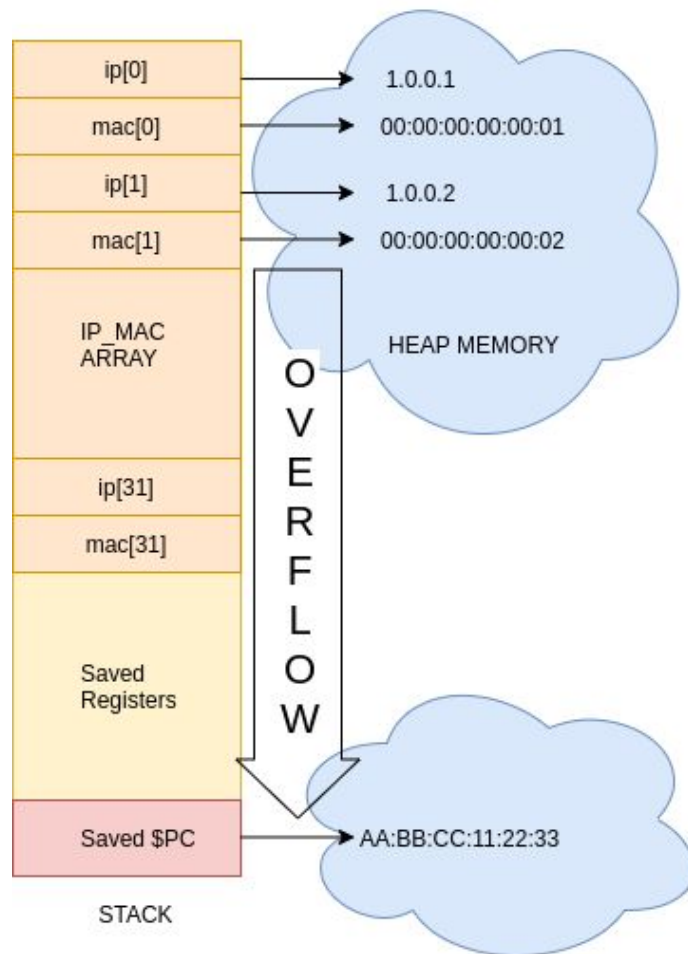 ip[0]
1.0.0.1
mac[0]
00:00:00:00:00:01
ip[1]
1.0.0.2
mac[1]
00:00:00:00:00:02
IP_MAC
ARRAY
HEAP MEMORY
O
V
E
R
F
L
O
W
ip[31]
mac[31]
Saved
Registers
Saved $PC
AA:BB:CC:11:22:33
STACK